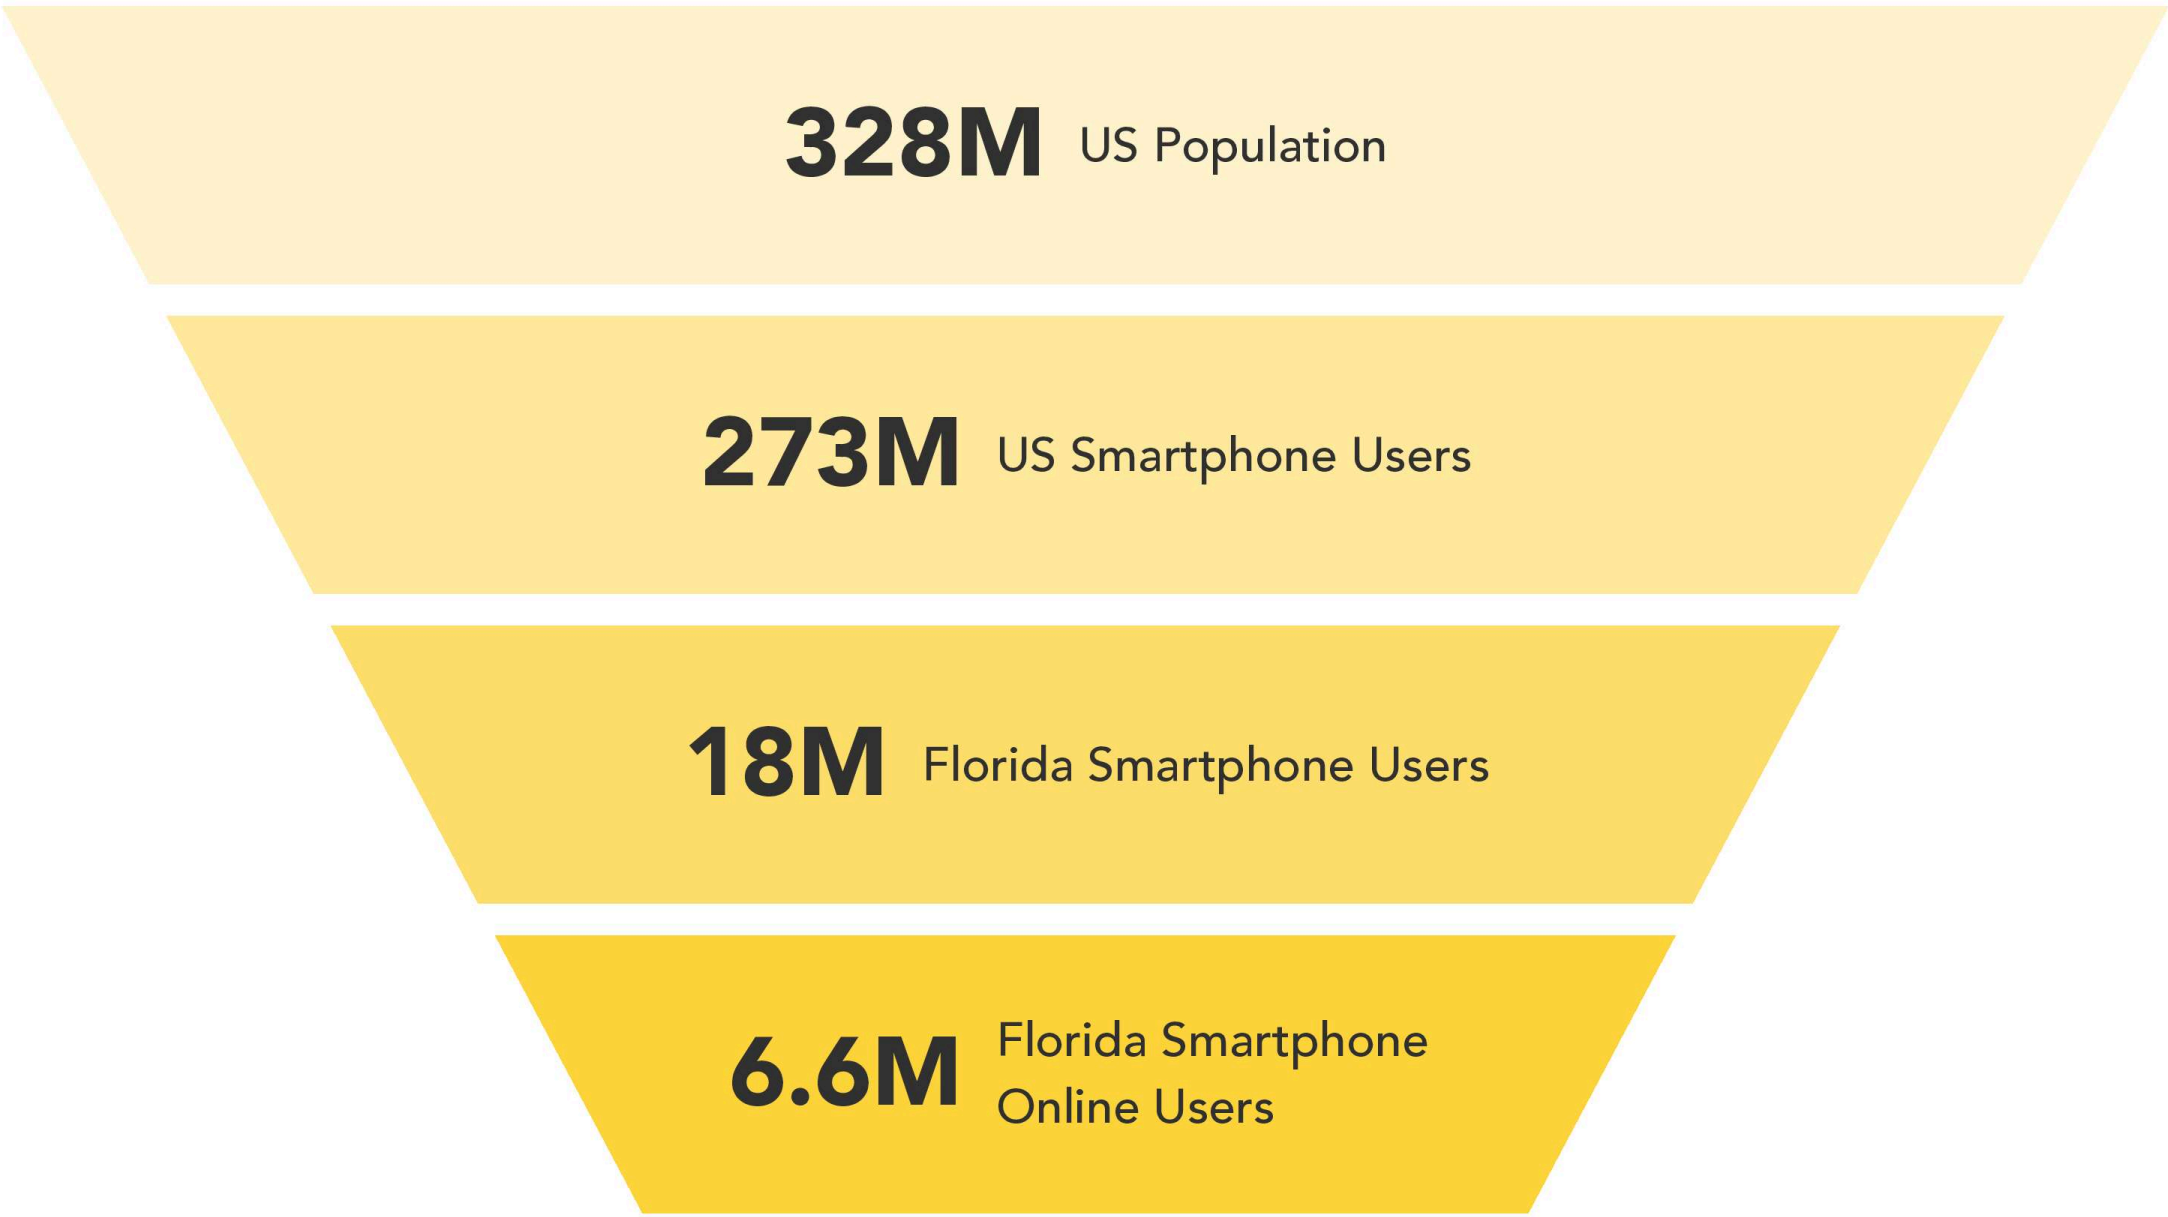 328M US Population
273M US Smartphone Users
18M Florida Smartphone Users
6.6M Florida Smartphone
Online Users